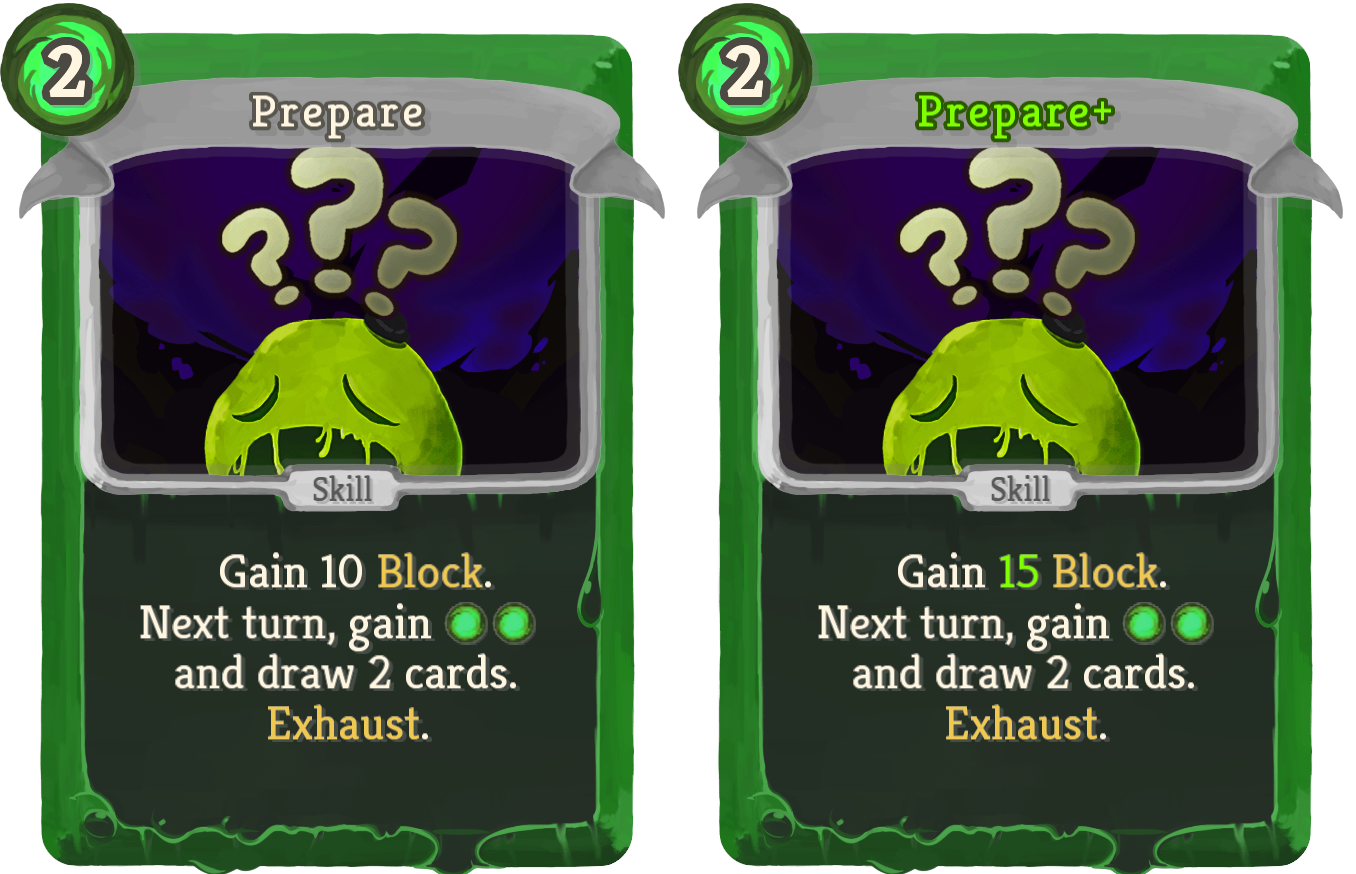 2
Prepare
???
Skill
Gain 10 Block.
Next turn, gain
and draw 2 cards.
Exhaust.
2
Prepare+
???
Skill
Gain 15 Block.
Next turn, gain
and draw 2 cards.
Exhaust.